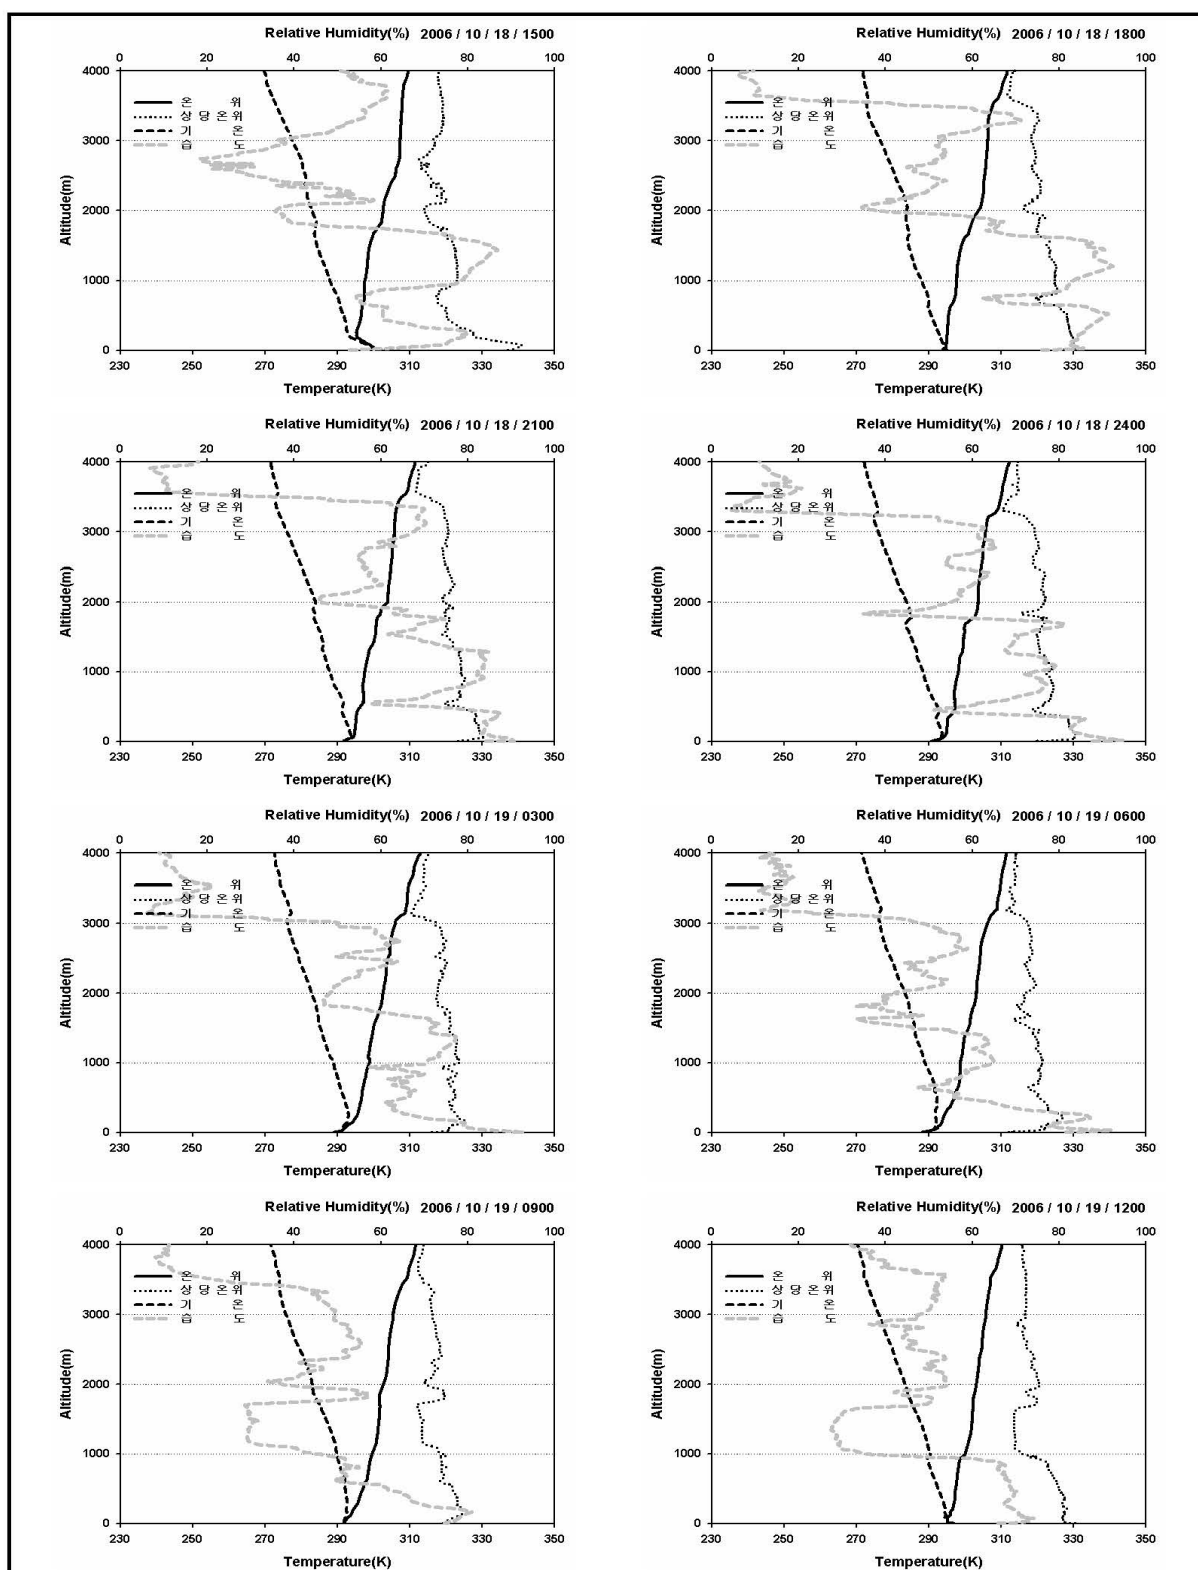 Relative Humidity(%) 2006 / 10 / 18 / 1500
0 20 40 60 80 100
4000
3000
2000
1000
0
Altitude(m)
온 위
상 당 온 위
기 온
습 도
230 250 270 290 310 330 350
Temperature(K)
Relative Humidity(%) 2006 / 10 / 18 / 1800
0 20 40 60 80 100
4000
3000
2000
1000
0
Altitude(m)
온 위
상 당 온 위
기 온
습 도
230 250 270 290 310 330 350
Temperature(K)
Relative Humidity(%) 2006 / 10 / 18 / 2100
0 20 40 60 80 100
4000
3000
2000
1000
0
Altitude(m)
온 위
상 당 온 위
기 온
습 도
230 250 270 290 310 330 350
Temperature(K)
Relative Humidity(%) 2006 / 10 / 18 / 2400
0 20 40 60 80 100
4000
3000
2000
1000
0
Altitude(m)
온 위
상 당 온 위
기 온
습 도
230 250 270 290 310 330 350
Temperature(K)
Relative Humidity(%) 2006 / 10 / 19 / 0300
0 20 40 60 80 100
4000
3000
2000
1000
0
Altitude(m)
온 위
상 당 온 위
기 온
습 도
230 250 270 290 310 330 350
Temperature(K)
Relative Humidity(%) 2006 / 10 / 19 / 0600
0 20 40 60 80 100
4000
3000
2000
1000
0
Altitude(m)
온 위
상 당 온 위
기 온
습 도
230 250 270 290 310 330 350
Temperature(K)
Relative Humidity(%) 2006 / 10 / 19 / 0900
0 20 40 60 80 100
4000
3000
2000
1000
0
Altitude(m)
온 위
상 당 온 위
기 온
습 도
230 250 270 290 310 330 350
Temperature(K)
Relative Humidity(%) 2006 / 10 / 19 / 1200
0 20 40 60 80 100
4000
3000
2000
1000
0
Altitude(m)
온 위
상 당 온 위
기 온
습 도
230 250 270 290 310 330 350
Temperature(K)